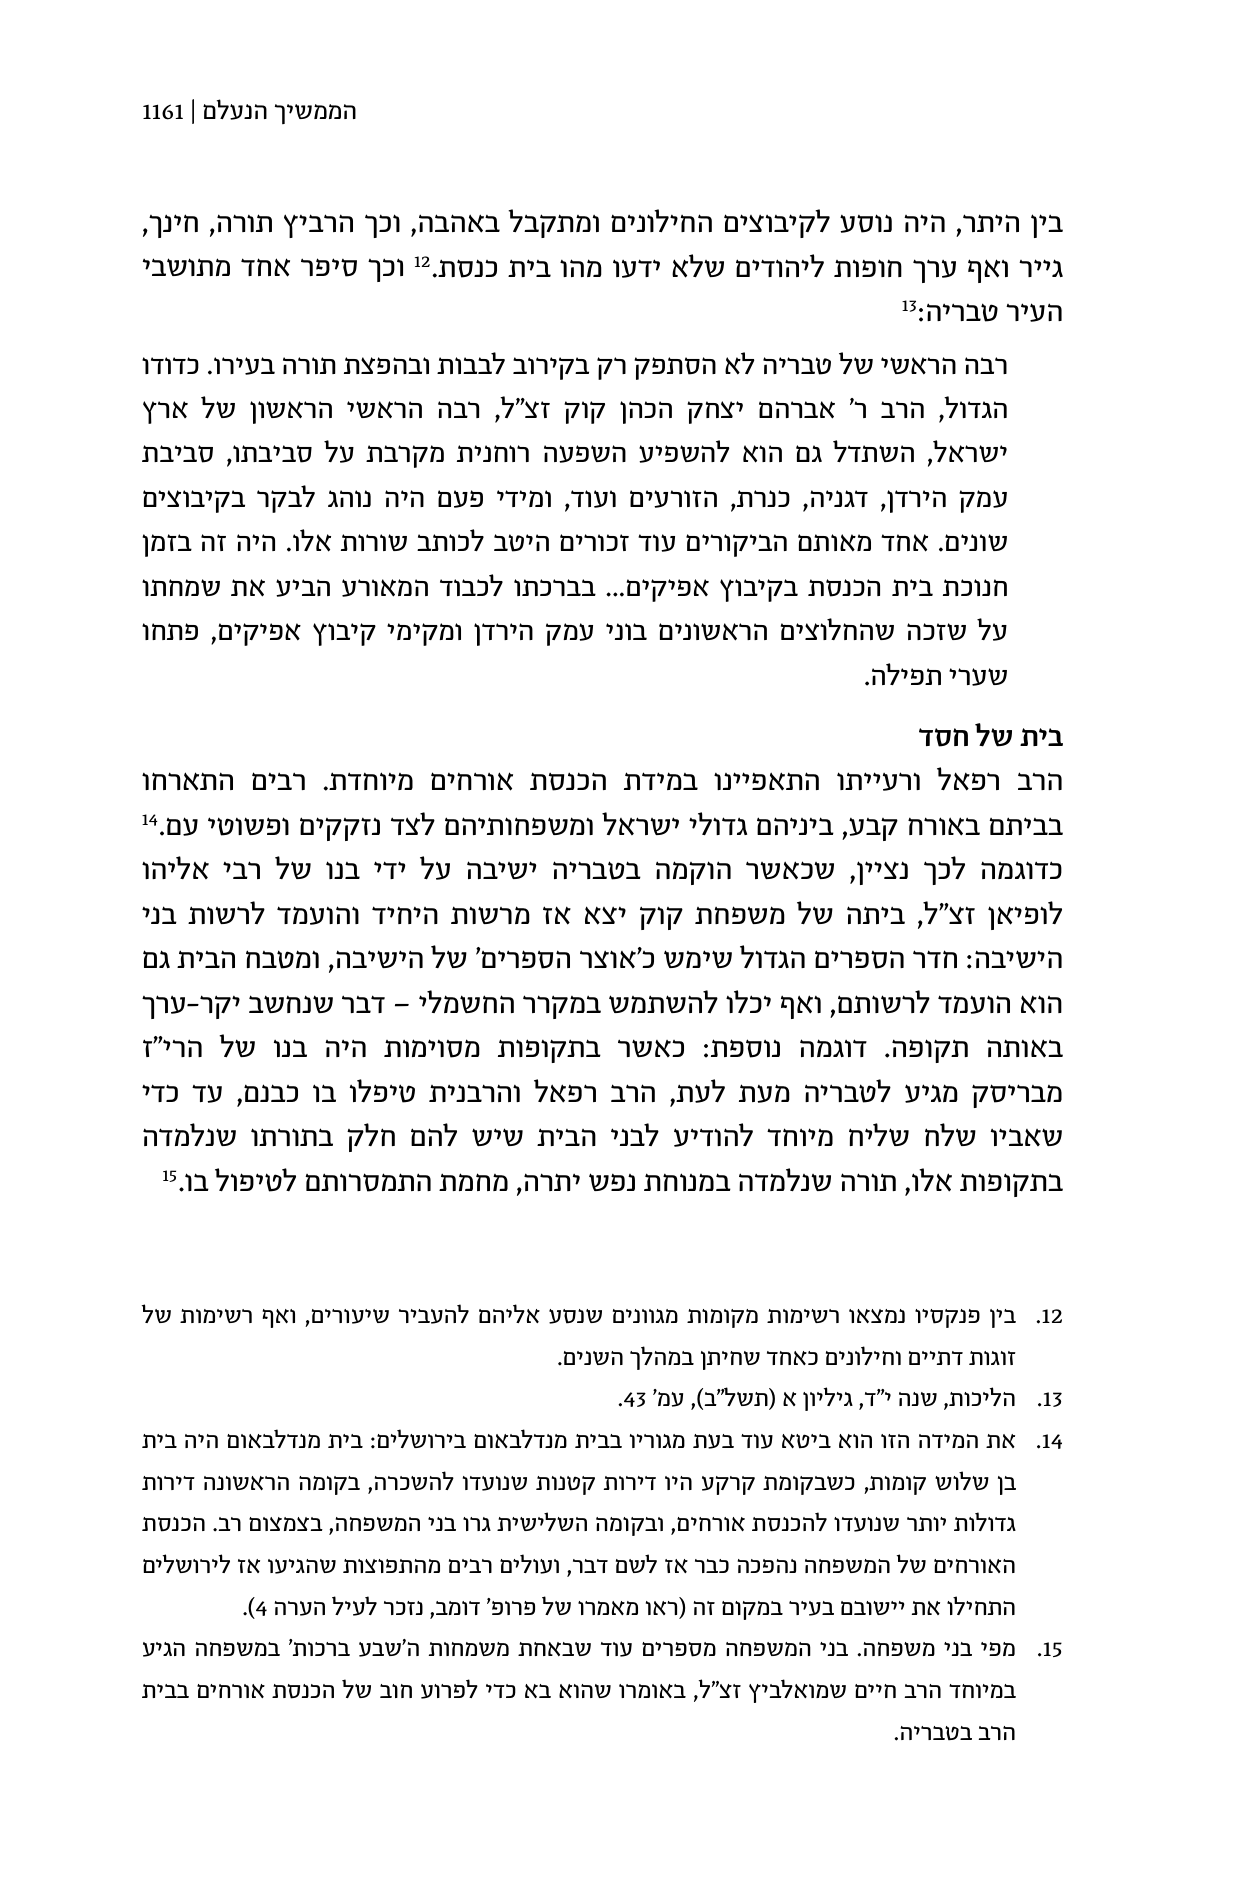 הממשיך הנעלם | 1161
בין היתר, היה נוסע לקיבוצים החילונים ומתקבל באהבה, וכך הרביץ תורה, חינך,
גייר ואף ערך חופות ליהודים שלא ידעו מהו בית כנסת.12 וכך סיפר אחד מתושבי
העיר טבריה:13
רבה הראשי של טבריה לא הסתפק רק בקירוב לבבות ובהפצת תורה בעירו. כדודו
הגדול, הרב ר' אברהם יצחק הכהן קוק זצ"ל, רבה הראשי הראשון של ארץ
ישראל, השתדל גם הוא להשפיע השפעה רוחנית מקרבת על סביבתו, סביבת
עמק הירדן, דגניה, כנרת, הזורעים ועוד, ומידי פעם היה נוהג לבקר בקיבוצים
שונים. אחד מאותם הביקורים עוד זכורים היטב לכותב שורות אלו. היה זה בזמן
חנוכת בית הכנסת בקיבוץ אפיקים... בברכתו לכבוד המאורע הביע את שמחתו
על שזכה שהחלוצים הראשונים בוני עמק הירדן ומקימי קיבוץ אפיקים, פתחו
שערי תפילה.
בית של חסד
הרב רפאל ורעייתו התאפיינו במידת הכנסת אורחים מיוחדת. רבים התארחו
בביתם באורח קבע, ביניהם גדולי ישראל ומשפחותיהם לצד נזקקים ופשוטי עם.14
כדוגמה לכך נציין, שכאשר הוקמה בטבריה ישיבה על ידי בנו של רבי אליהו
לופיאן זצ"ל, ביתה של משפחת קוק יצא אז מרשות היחיד והועמד לרשות בני
הישיבה: חדר הספרים הגדול שימש כ'אוצר הספרים' של הישיבה, ומטבח הבית גם
הוא הועמד לרשותם, ואף יכלו להשתמש במקרר החשמלי – דבר שנחשב יקר-ערך
באותה תקופה. דוגמה נוספת: כאשר בתקופות מסוימות היה בנו של הרי"ז
מבריסק מגיע לטבריה מעת לעת, הרב רפאל והרבנית טיפלו בו כבנם, עד כדי
שאביו שלח שליח מיוחד להודיע לבני הבית שיש להם חלק בתורתו שנלמדה
בתקופות אלו, תורה שנלמדה במנוחת נפש יתרה, מחמת התמסרותם לטיפול בו.15
12. בין פנקסיו נמצאו רשימות מקומות מגוונים שנסע אליהם להעביר שיעורים, ואף רשימות של
זוגות דתיים וחילונים כאחד שחיתן במהלך השנים.
13. הליכות, שנה י"ד, גיליון א (תשל"ב), עמ' 43.
14. את המידה הזו הוא ביטא עוד בעת מגוריו בבית מנדלבאום בירושלים: בית מנדלבאום היה בית
בן שלוש קומות, כשבקומת קרקע היו דירות קטנות שנועדו להשכרה, בקומה הראשונה דירות
גדולות יותר שנועדו להכנסת אורחים, ובקומה השלישית גרו בני המשפחה, בצמצום רב. הכנסת
האורחים של המשפחה נהפכה כבר אז לשם דבר, ועולים רבים מהתפוצות שהגיעו אז לירושלים
התחילו את יישובם בעיר במקום זה (ראו מאמרו של פרופ' דומב, נזכר לעיל הערה 4).
15. מפי בני משפחה. בני המשפחה מספרים עוד שבאחת משמחות ה'שבע ברכות' במשפחה הגיע
במיוחד הרב חיים שמואלביץ זצ"ל, באומרו שהוא בא כדי לפרוע חוב של הכנסת אורחים בבית
הרב בטבריה.